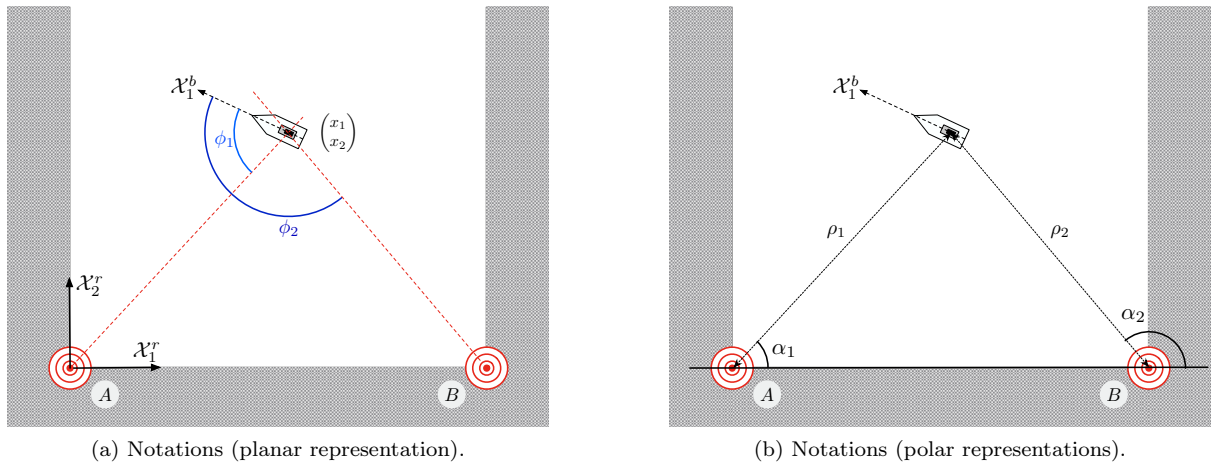 𝒳₁ᵇ
ϕ₁
(x₁
x₂)
ϕ₂
𝒳₂ʳ
𝒳₁ʳ
A
B
(a) Notations (planar representation).
𝒳₁ᵇ
ρ₁
ρ₂
α₁
α₂
A
B
(b) Notations (polar representations).